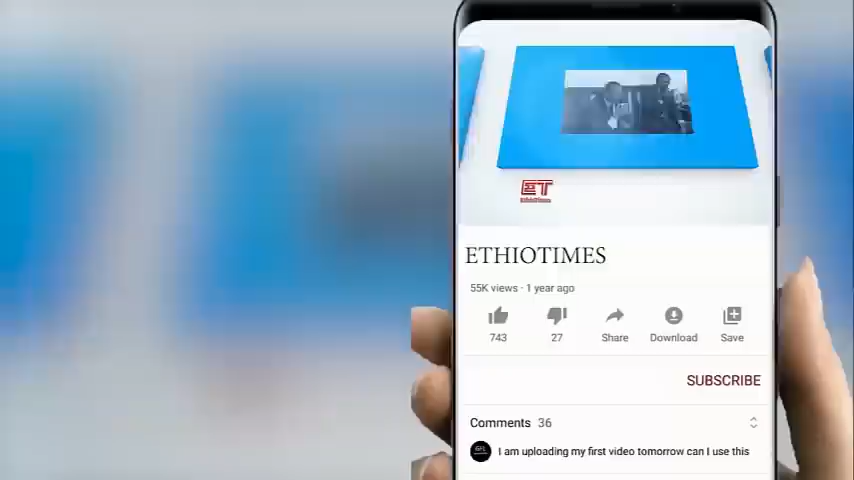 ET
EthioTimes
ETHIOTIMES
55K views · 1 year ago
743
27
Share
Download
Save
SUBSCRIBE
Comments 36
I am uploading my first video tomorrow can I use this